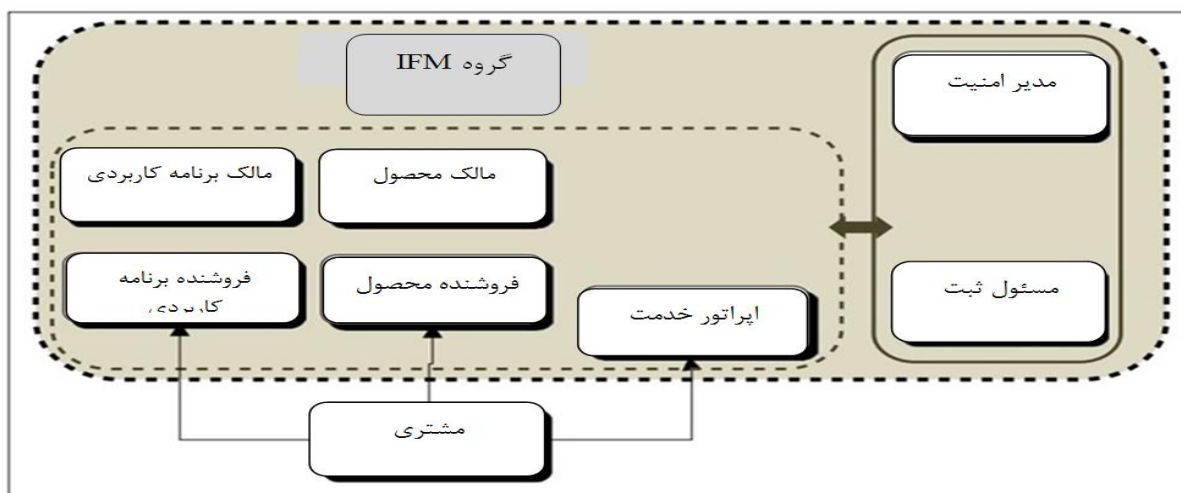 گروه IFM
مدیر امنیت
مالک محصول
مالک برنامه کاربردی
فروشنده محصول
فروشنده برنامه
کاربردی
مسئول ثبت
اپراتور خدمت
مشتری